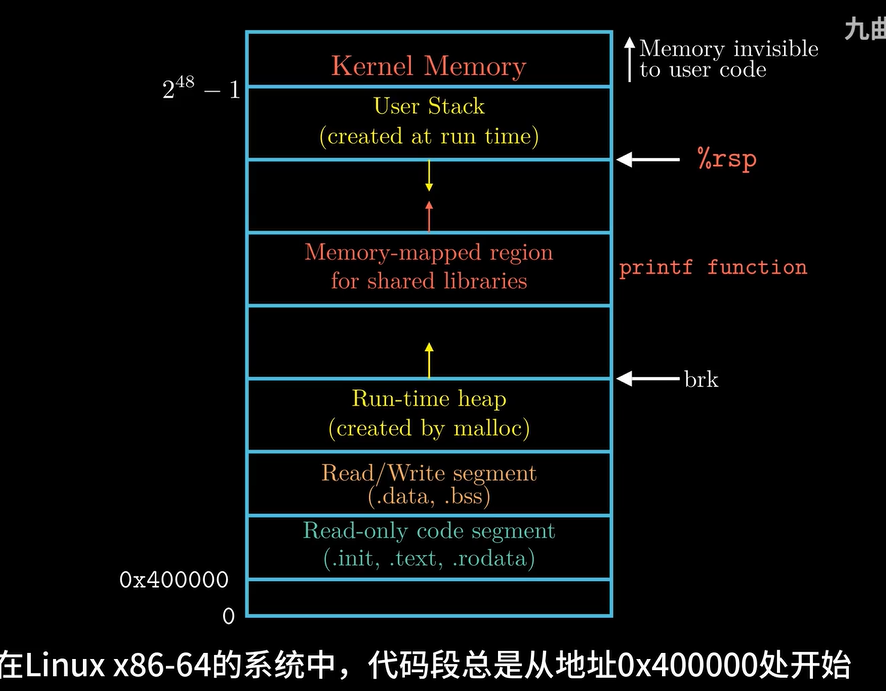 九曲
Memory invisible
to user code
Kernel Memory
2^48 − 1
User Stack
(created at run time)
%rsp
Memory-mapped region
for shared libraries
printf function
brk
Run-time heap
(created by malloc)
Read/Write segment
(.data, .bss)
Read-only code segment
(.init, .text, .rodata)
0x400000
0
在Linux x86-64的系统中，代码段总是从地址0x400000处开始